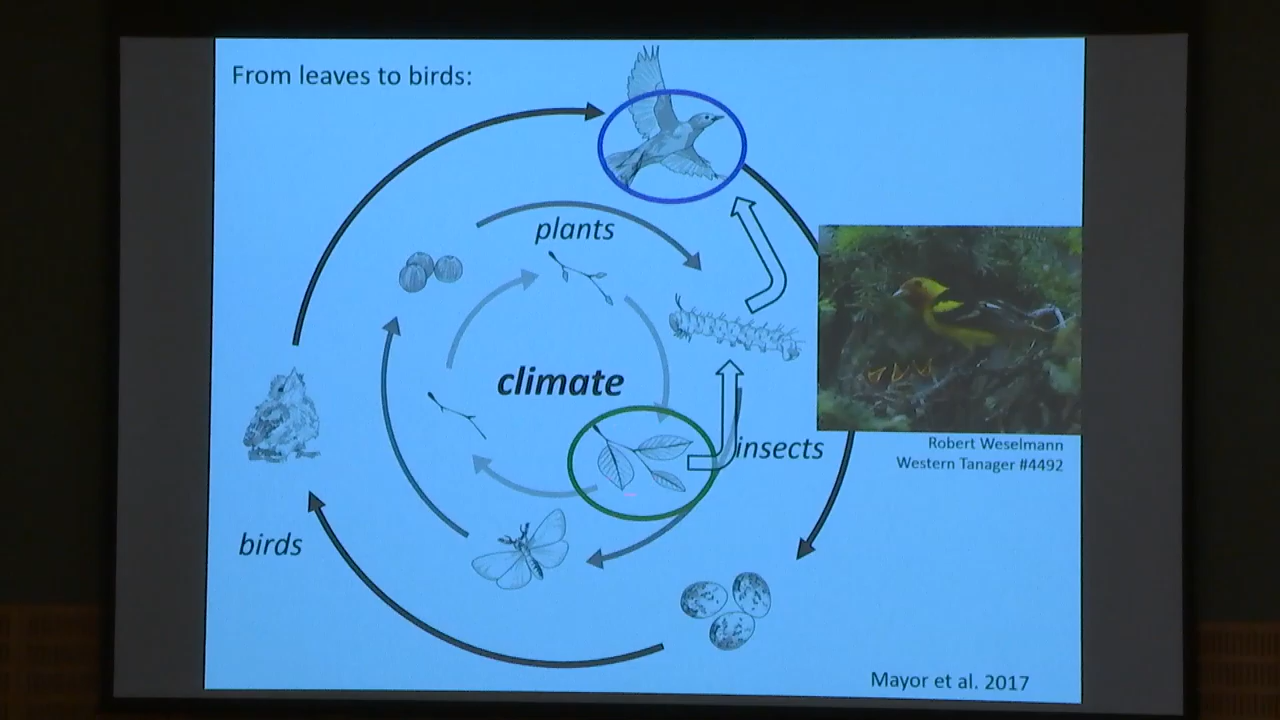 From leaves to birds:
plants
climate
insects
Robert Weselmann
Western Tanager #4492
birds
Mayor et al. 2017